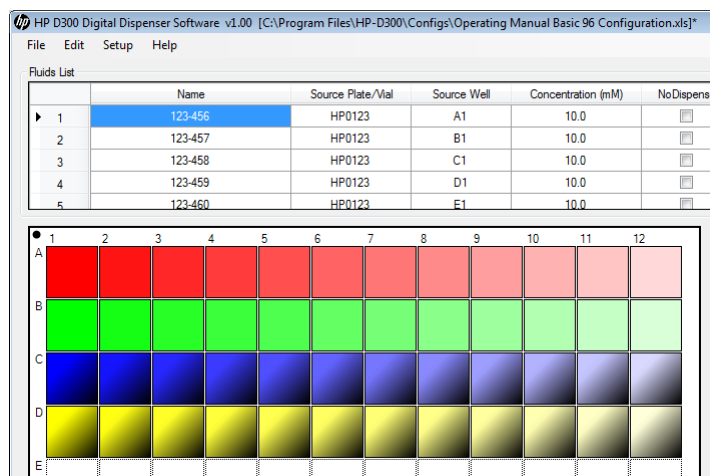 hp HP D300 Digital Dispenser Software v1.00 [C:\Program Files\HP-D300\Configs\Operating Manual Basic 96 Configuration.xls]*
File Edit Setup Help
Fluids List
Name Source Plate/Vial Source Well Concentration (mM) NoDispens
1 123-456 HP0123 A1 10.0
2 123-457 HP0123 B1 10.0
3 123-458 HP0123 C1 10.0
4 123-459 HP0123 D1 10.0
5 123-460 HP0123 E1 10.0
1 2 3 4 5 6 7 8 9 10 11 12
A
B
C
D
E